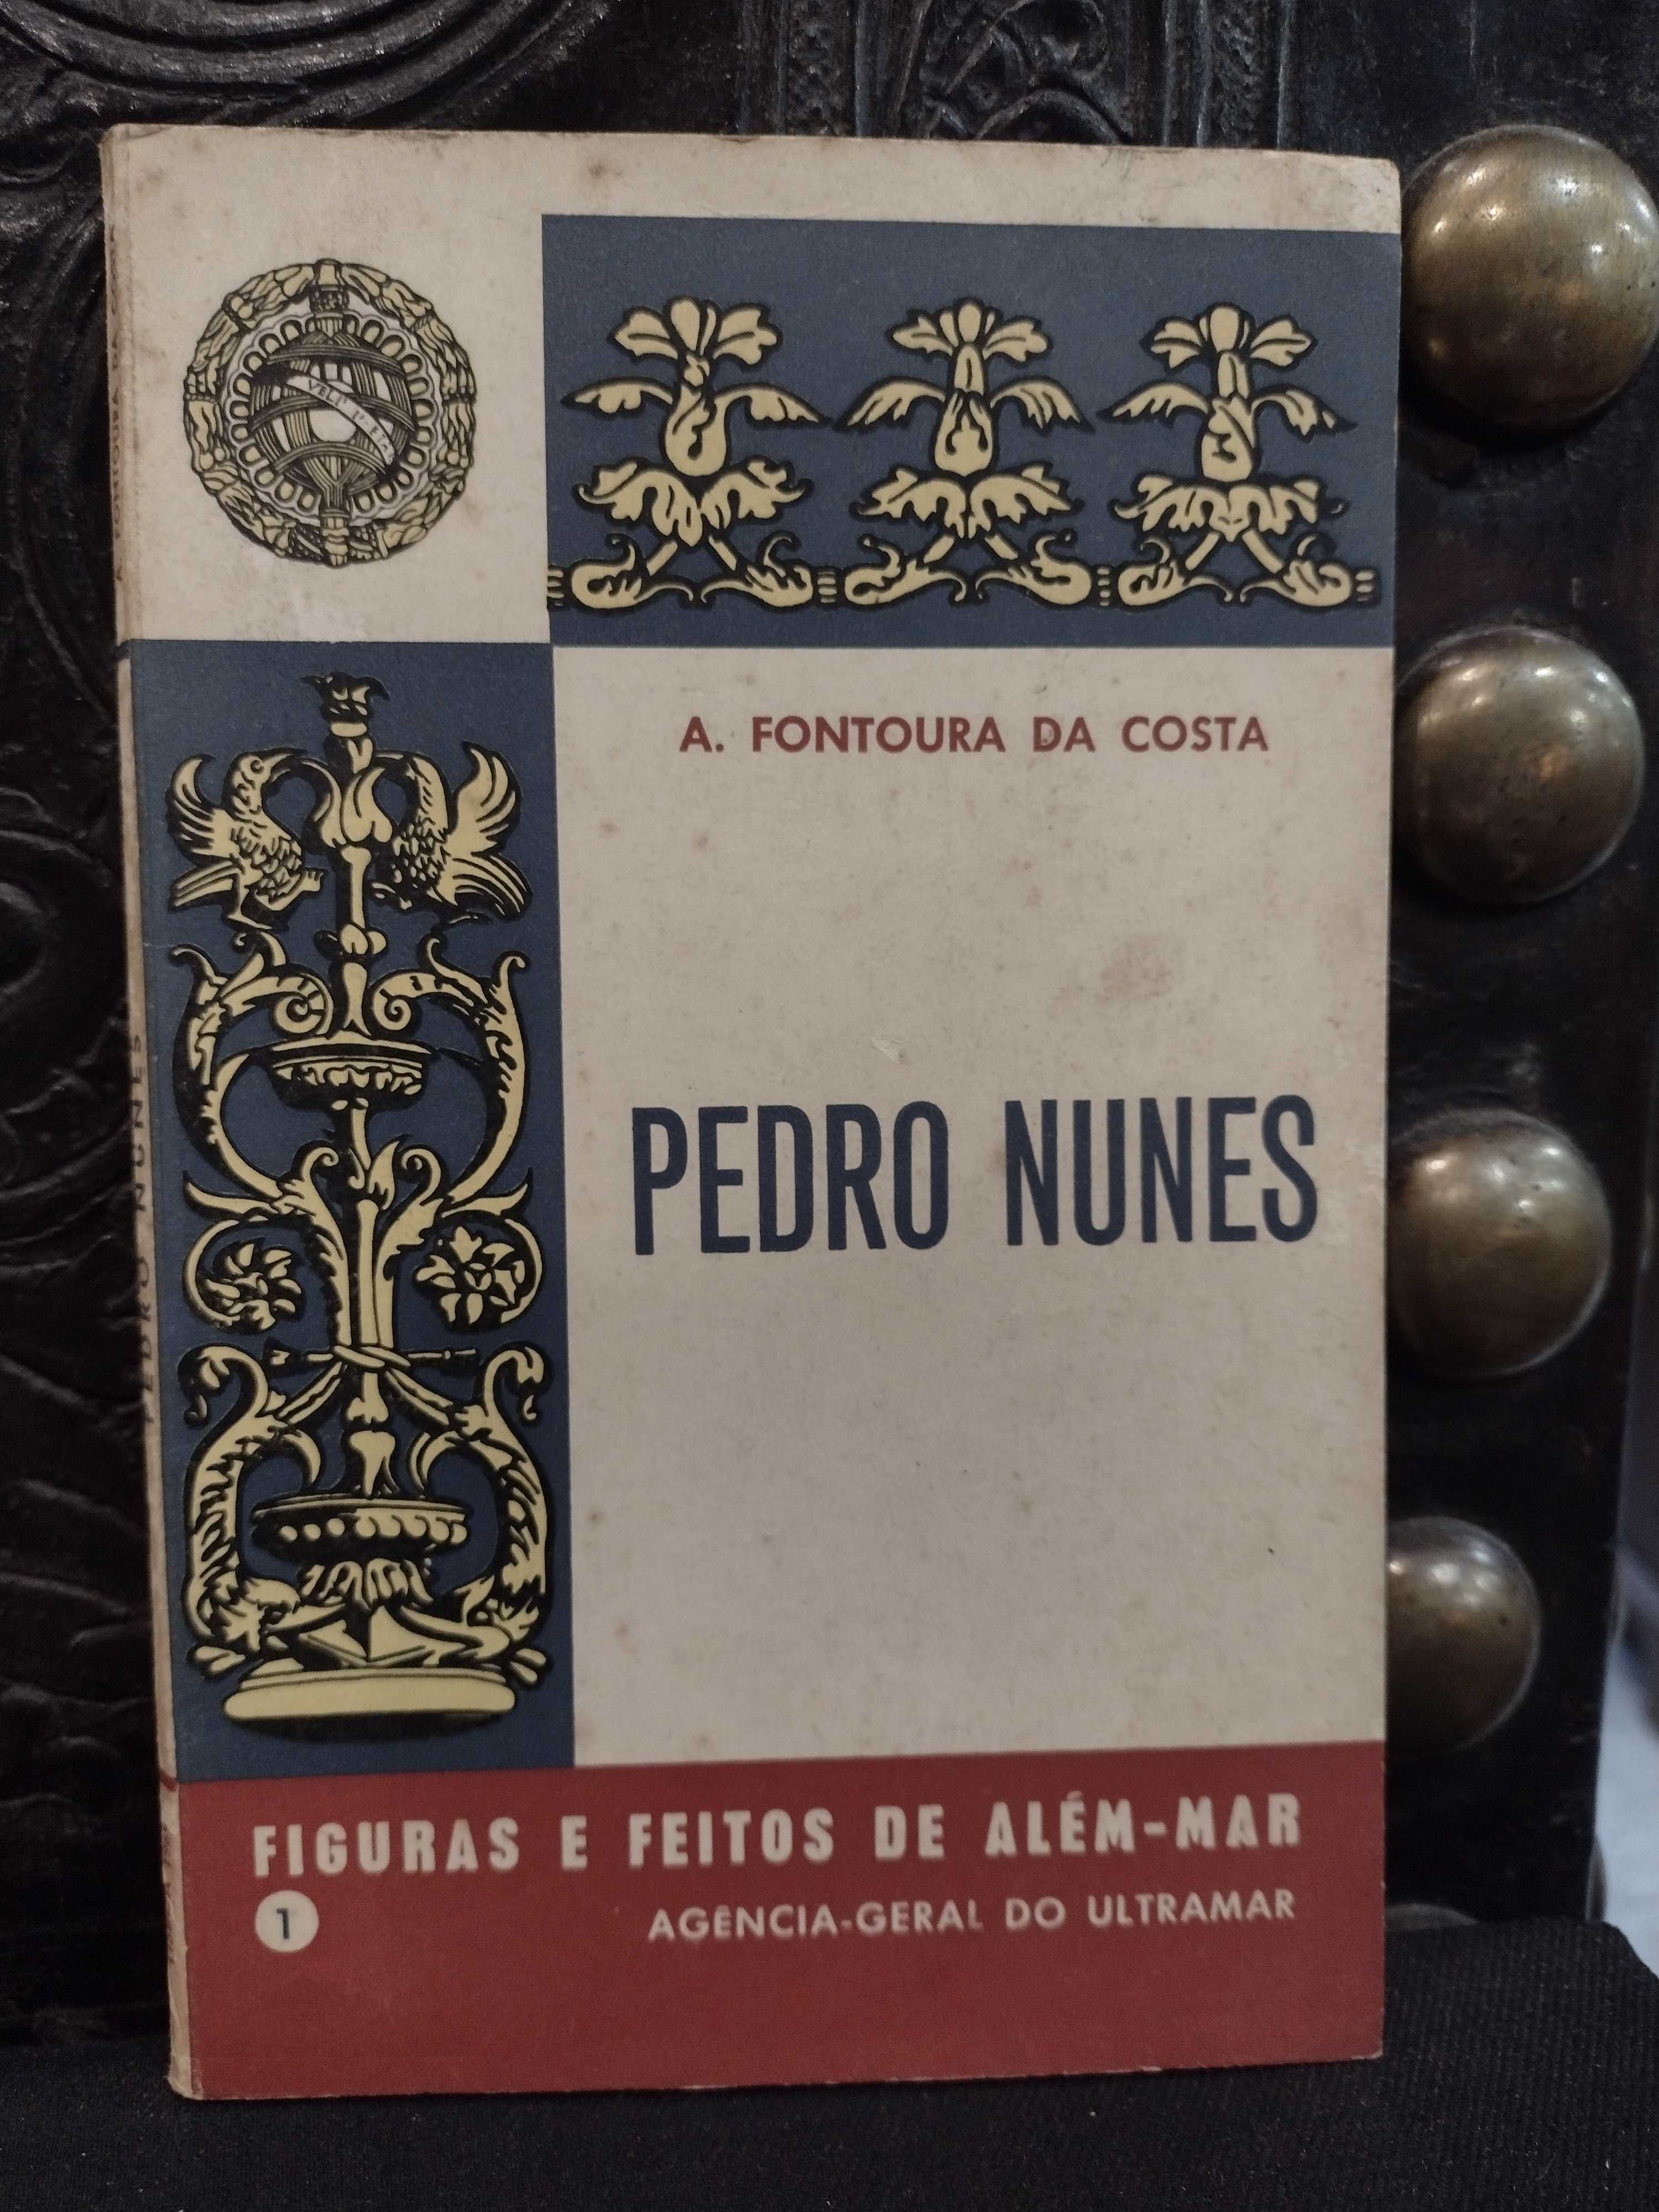 A. FONTOURA DA COSTA
PEDRO NUNES
FIGURAS E FEITOS DE ALÉM-MAR
1
AGÊNCIA-GERAL DO ULTRAMAR
PEDRO NUNES